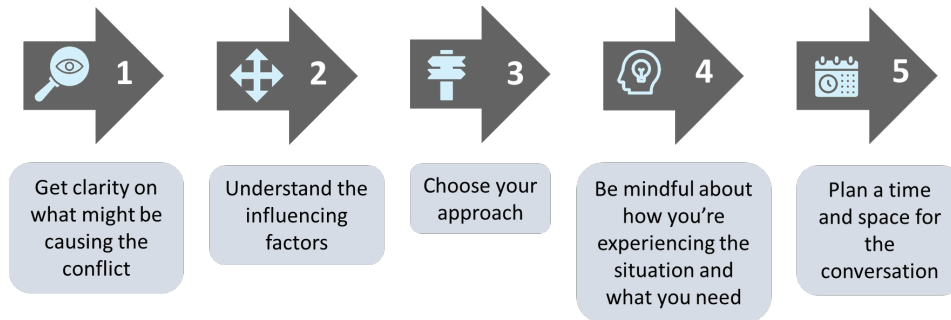 1
Get clarity on
what might be
causing the
conflict
2
Understand the
influencing
factors
3
Choose your
approach
4
Be mindful about
how you’re
experiencing the
situation and
what you need
5
Plan a time
and space for
the
conversation